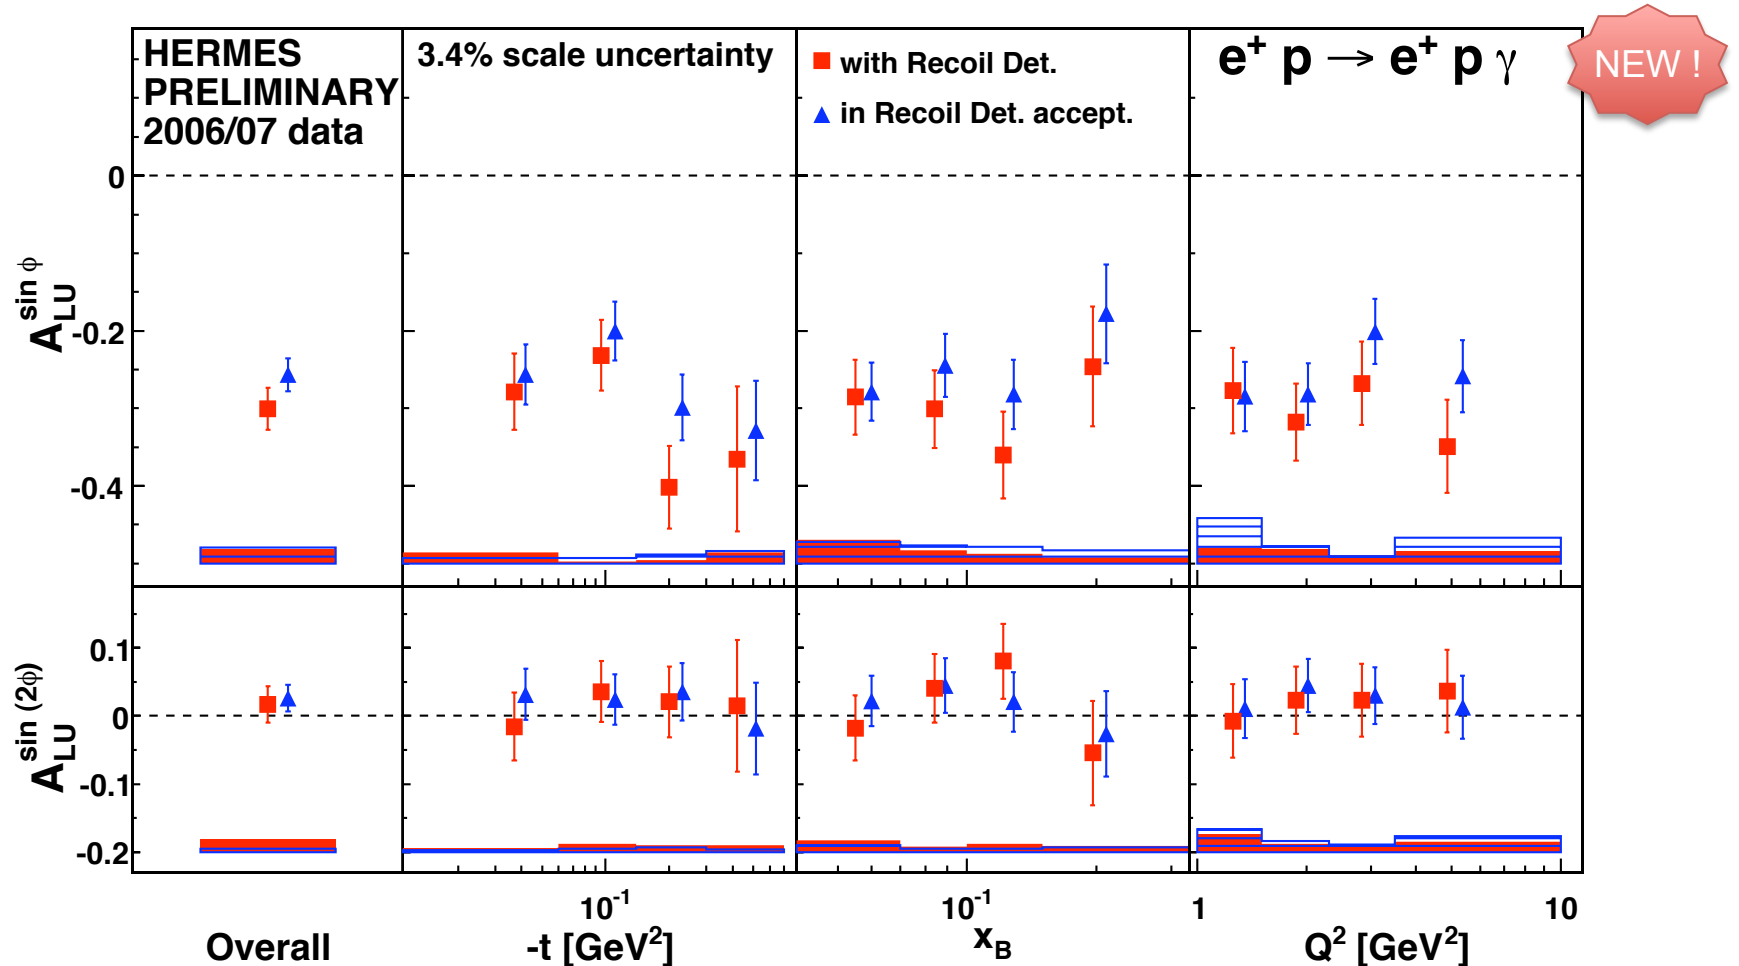 HERMES
PRELIMINARY
2006/07 data
3.4% scale uncertainty
with Recoil Det.
in Recoil Det. accept.
e⁺ p → e⁺ p γ
NEW !
A_LU^sin ϕ
0
-0.2
-0.4
A_LU^sin (2ϕ)
0.1
0
-0.1
-0.2
10⁻¹
10⁻¹
1
10
Overall
-t [GeV²]
x_B
Q² [GeV²]